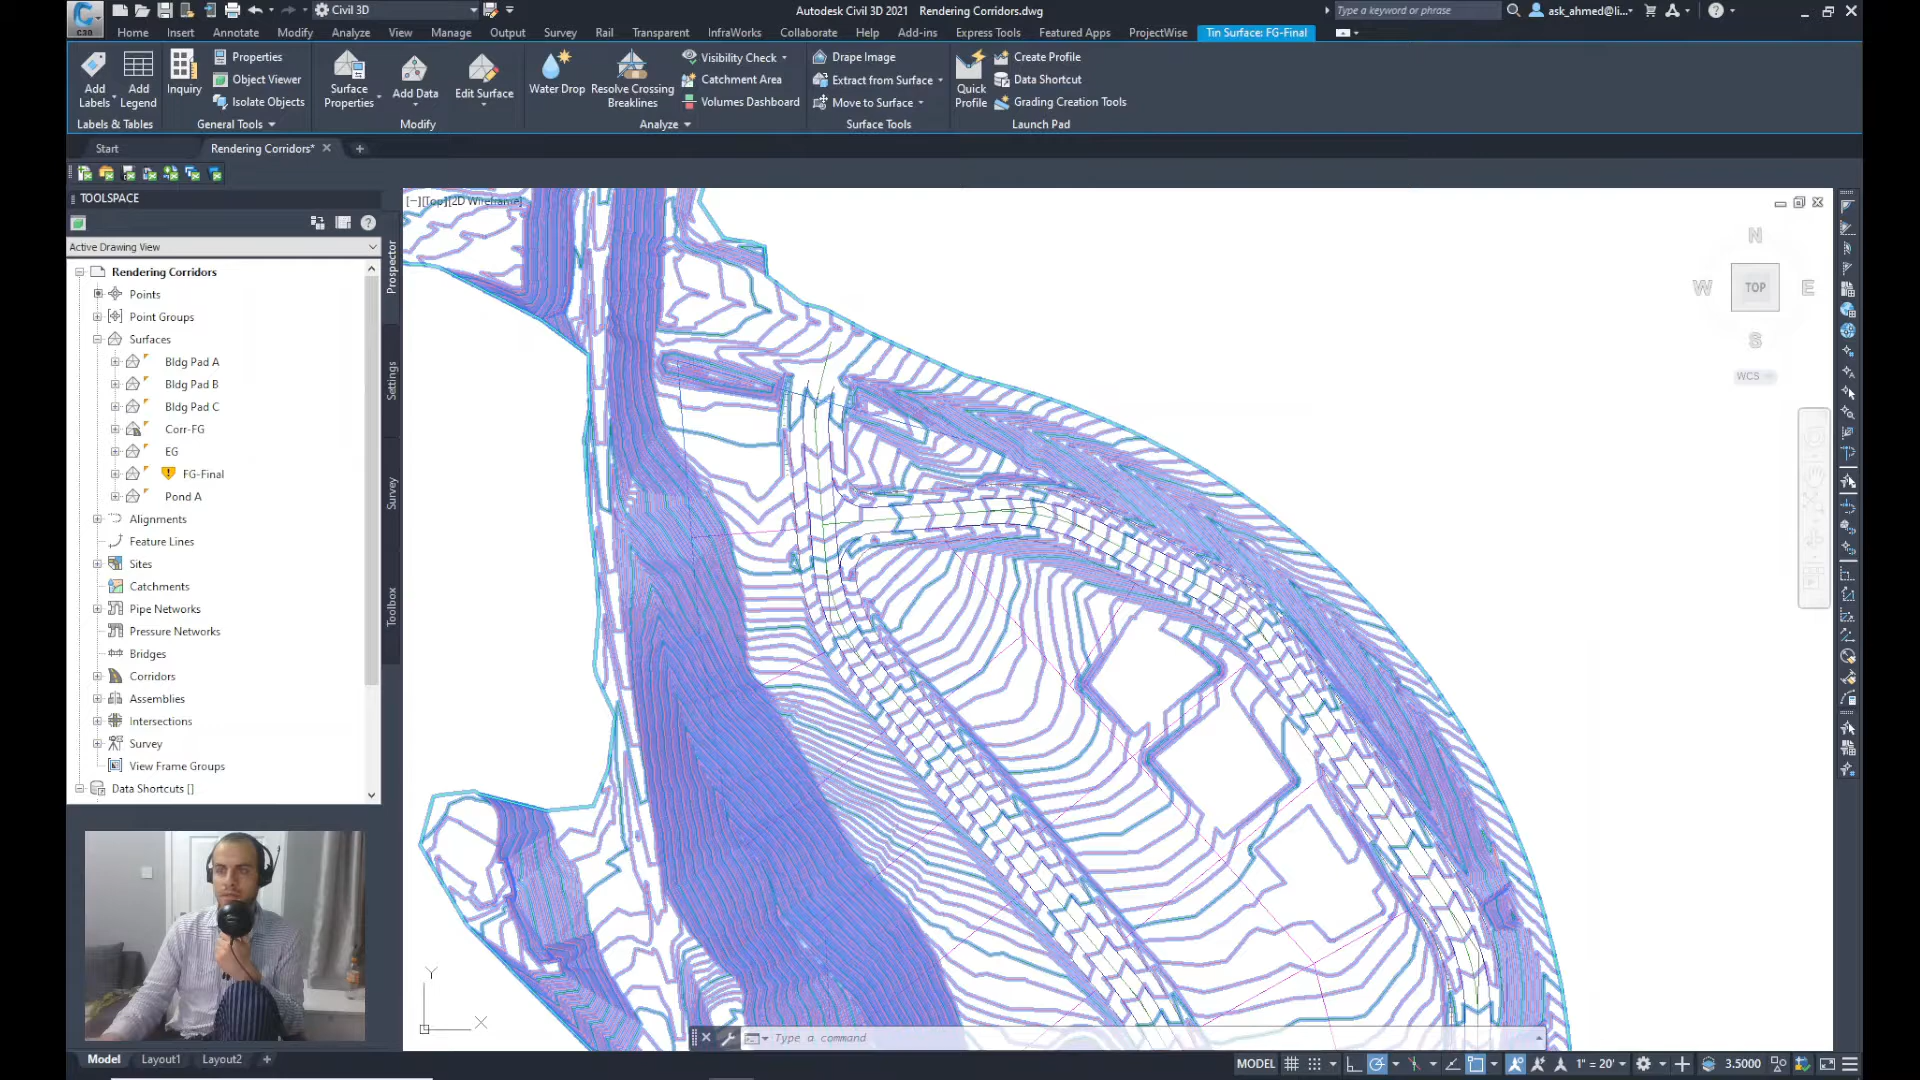 Civil 3D
Autodesk Civil 3D 2021 Rendering Corridors.dwg
Type a keyword or phrase
ask_ahmed@li...
C3D
Home Insert Annotate Modify Analyze View Manage Output Survey Rail Transparent InfraWorks Collaborate Help Add-ins Express Tools Featured Apps ProjectWise Tin Surface: FG-Final
Add Labels
Add Legend
Labels & Tables
Inquiry
Properties
Object Viewer
Isolate Objects
General Tools
Surface Properties
Add Data
Edit Surface
Modify
Water Drop
Resolve Crossing Breaklines
Visibility Check
Catchment Area
Volumes Dashboard
Analyze
Drape Image
Extract from Surface
Move to Surface
Surface Tools
Quick Profile
Create Profile
Data Shortcut
Grading Creation Tools
Launch Pad
Start
Rendering Corridors*
TOOLSPACE
Active Drawing View
Rendering Corridors
Points
Point Groups
Surfaces
Bldg Pad A
Bldg Pad B
Bldg Pad C
Corr-FG
EG
FG-Final
Pond A
Alignments
Feature Lines
Sites
Catchments
Pipe Networks
Pressure Networks
Bridges
Corridors
Assemblies
Intersections
Survey
View Frame Groups
Data Shortcuts []
Prospector
Settings
Survey
Toolbox
[−][Top][2D Wireframe]
N
W TOP E
S
WCS
Y
X
Type a command
Model Layout1 Layout2
MODEL
1" = 20'
3.5000